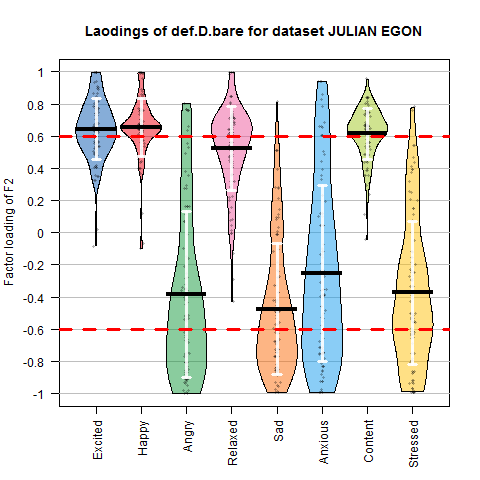 Laodings of def.D.bare for dataset JULIAN EGON
Factor loading of F2
1
0.8
0.6
0.4
0.2
0
-0.2
-0.4
-0.6
-0.8
-1
Excited
Happy
Angry
Relaxed
Sad
Anxious
Content
Stressed